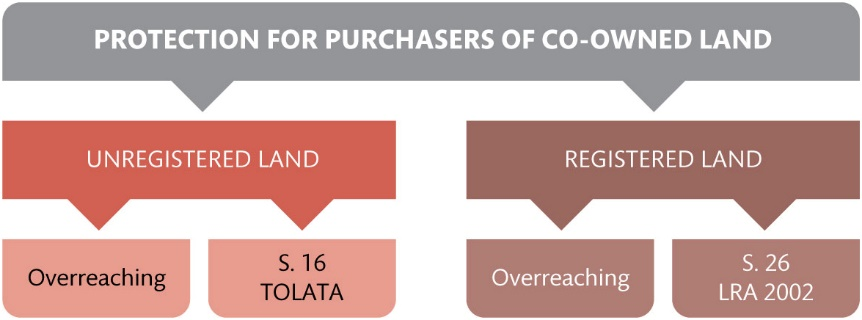 PROTECTION FOR PURCHASERS OF CO-OWNED LAND
UNREGISTERED LAND
REGISTERED LAND
Overreaching
S. 16
TOLATA
Overreaching
S. 26
LRA 2002